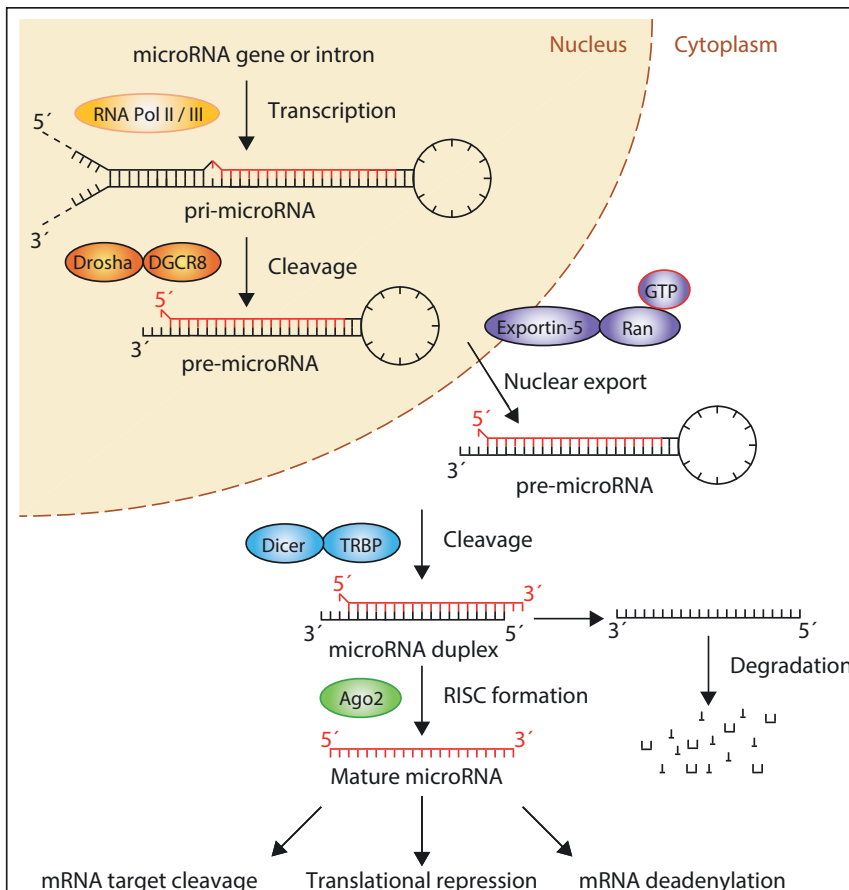 Nucleus
Cytoplasm
microRNA gene or intron
RNA Pol II / III
Transcription
5´
3´
pri-microRNA
Drosha
DGCR8
Cleavage
5´
3´
pre-microRNA
GTP
Exportin-5
Ran
Nuclear export
5´
3´
pre-microRNA
Dicer
TRBP
Cleavage
5´
3´
3´
5´
microRNA duplex
3´
5´
Degradation
Ago2
RISC formation
5´
3´
Mature microRNA
mRNA target cleavage
Translational repression
mRNA deadenylation